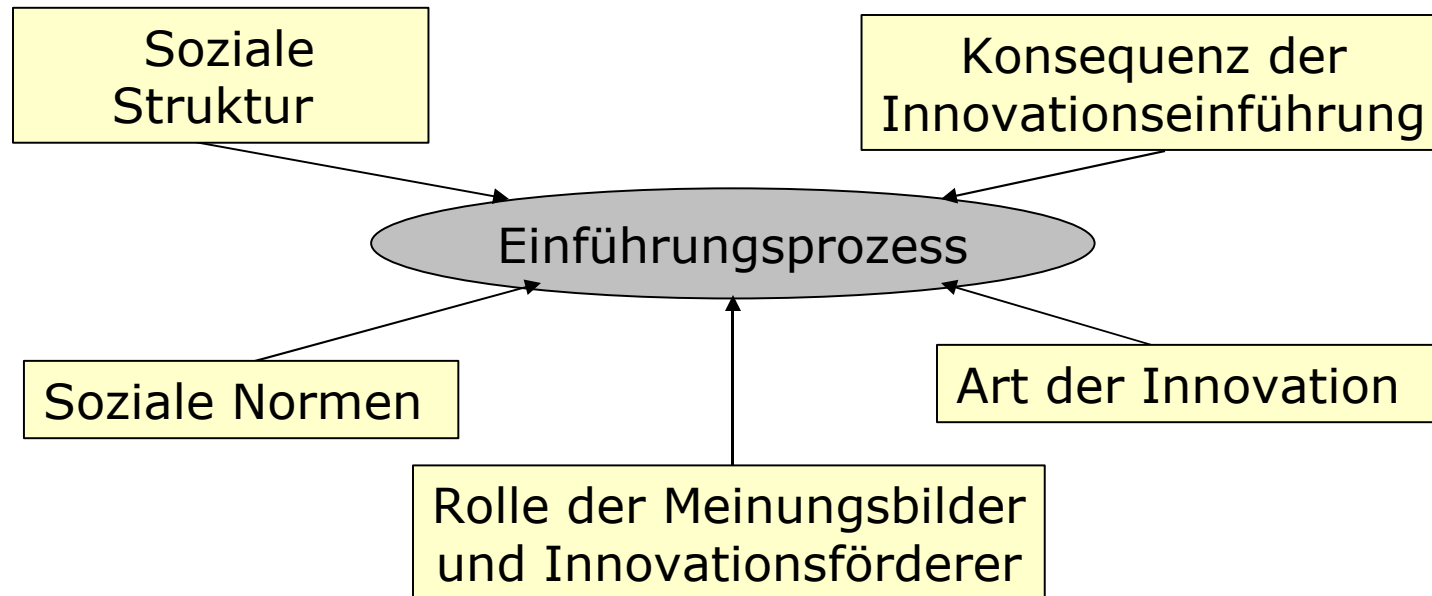 Soziale
Struktur
Konsequenz der
Innovationseinführung
Einführungsprozess
Soziale Normen
Art der Innovation
Rolle der Meinungsbilder
und Innovationsförderer